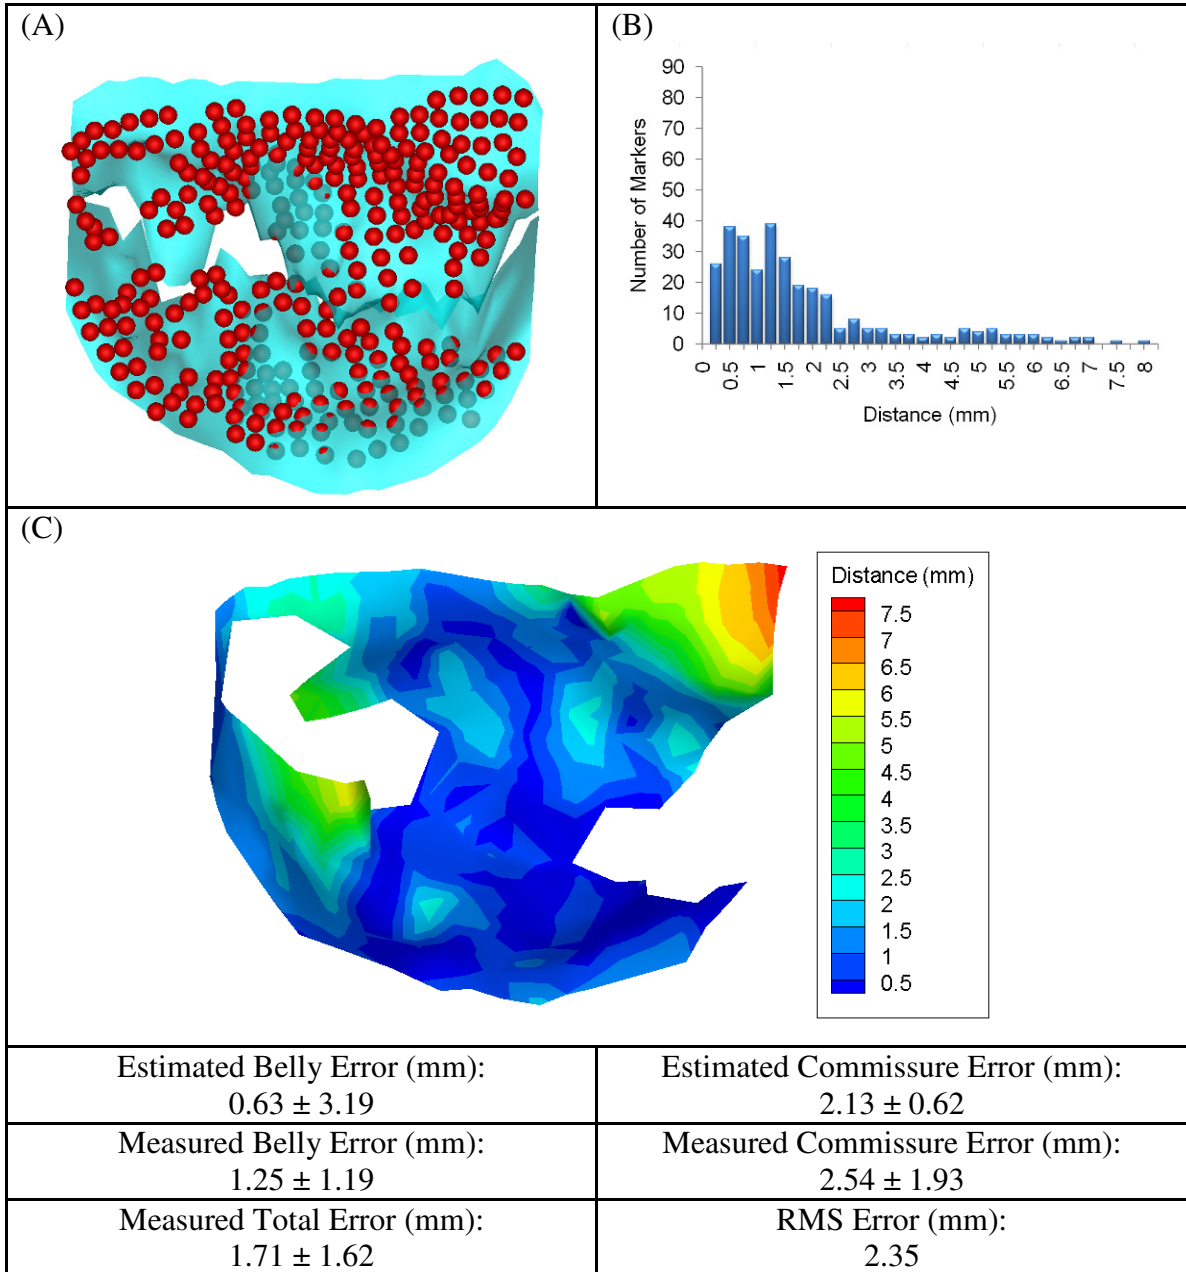 (A)
(B)
90
80
70
60
50
40
30
20
10
0
Number of Markers
0
0.5
1
1.5
2
2.5
3
3.5
4
4.5
5
5.5
6
6.5
7
7.5
8
Distance (mm)
(C)
Distance (mm)
7.5
7
6.5
6
5.5
5
4.5
4
3.5
3
2.5
2
1.5
1
0.5
Estimated Belly Error (mm):
0.63 ± 3.19
Estimated Commissure Error (mm):
2.13 ± 0.62
Measured Belly Error (mm):
1.25 ± 1.19
Measured Commissure Error (mm):
2.54 ± 1.93
Measured Total Error (mm):
1.71 ± 1.62
RMS Error (mm):
2.35